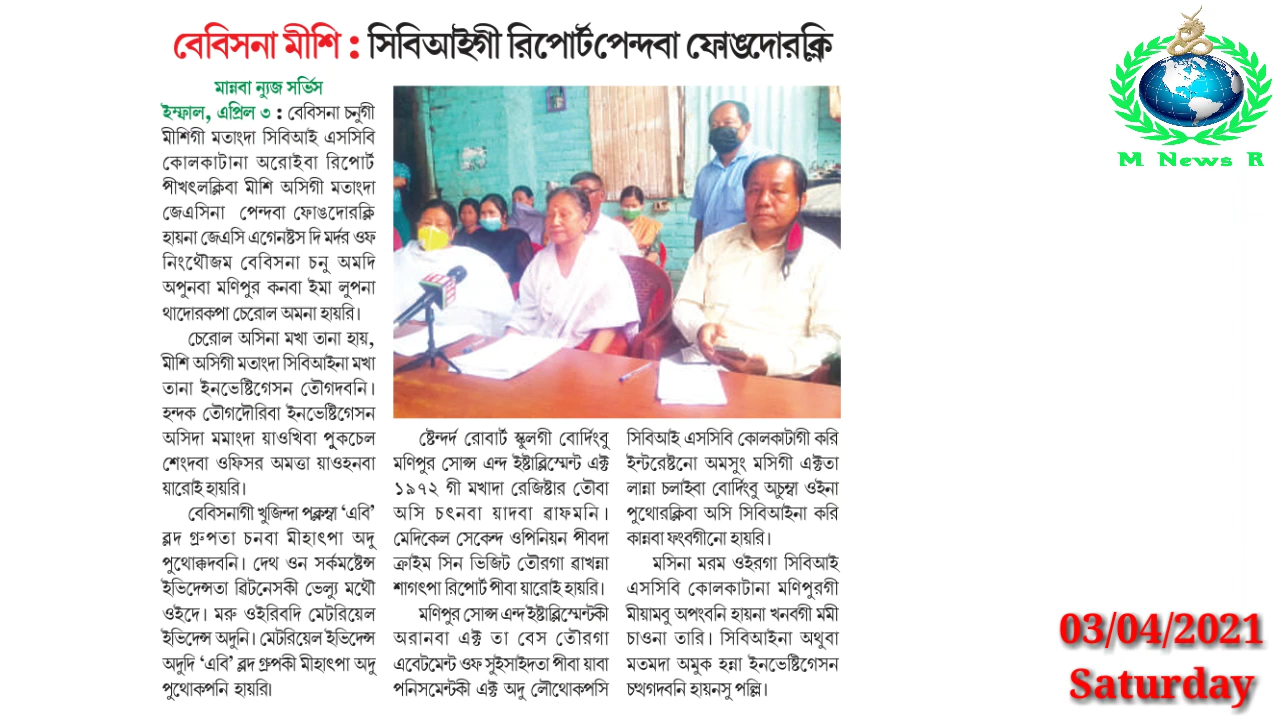 বেবিসনা মীশি : সিবিআইগী রিপোর্ট পেন্দবা ফোঙদোরক্লি
মান্নবা ন্যুজ সর্ভিস
ইম্ফাল, এপ্রিল ৩ : বেবিসনা চনুগী
মীশিগী মতাংদা সিবিআই এসসিবি
কোলকাটানা অরোইবা রিপোর্ট
পীখৎলক্লিবা মীশি অসিগী মতাংদা
জেএসিনা পেন্দবা ফোঙদোরক্লি
হায়না জেএসি এগেনষ্টস দি মর্দর ওফ
নিংথৌজম বেবিসনা চনু অমদি
অপুনবা মণিপুর কনবা ইমা লুপনা
থাদোরকপা চেরোল অমনা হায়রি।
চেরোল অসিনা মখা তানা হায়,
মীশি অসিগী মতাংদা সিবিআইনা মখা
তানা ইনভেষ্টিগেসন তৌগদবনি।
হন্দক তৌগদৌরিবা ইনভেষ্টিগেসন
অসিদা মমাংদা য়াওখিবা পুকচেল
শেংদবা ওফিসর অমত্তা য়াওহনবা
য়ারোই হায়রি।
বেবিসনাগী খুজিন্দা পক্লম্বা ‘এবি’
ব্লদ গ্রুপতা চনবা মীহাৎপা অদু
পুথোক্কদবনি। দেথ ওন সর্কমষ্টেন্স
ইভিদেন্সতা ৱিটনেসকী ভেল্যু মথৌ
ওইদে। মরু ওইরিবদি মেটরিয়েল
ইভিদেন্স অদুনি। মেটরিয়েল ইভিদেন্স
অদুদি ‘এবি’ ব্লদ গ্রুপকী মীহাৎপা অদু
পুথোকপনি হায়রি।
ষ্টেন্দর্দ রোবার্ট স্কুলগী বোর্দিংবু
মণিপুর সোপ্স এন্দ ইষ্টাব্লিস্মেন্ট এক্ট
১৯৭২ গী মখাদা রেজিষ্টার তৌবা
অসি চৎনবা য়াদবা ৱাফমনি।
মেদিকেল সেকেন্দ ওপিনিয়ন পীবদা
ক্রাইম সিন ভিজিট তৌরগা ৱাখন্না
শাগৎপা রিপোর্ট পীবা য়ারোই হায়রি।
মণিপুর সোপ্স এন্দ ইষ্টাব্লিস্মেন্টকী
অরানবা এক্ট তা বেস তৌরগা
এবেটমেন্ট ওফ সুইসাইদতা পীবা য়াবা
পনিসমেন্টকী এক্ট অদু লৌথোকপসি
সিবিআই এসসিবি কোলকাটাগী করি
ইন্টরেষ্টনো অমসুং মসিগী এক্টতা
লান্না চলাইবা বোর্দিংবু অচুম্বা ওইনা
পুথোরক্লিবা অসি সিবিআইনা করি
কান্নবা ফংবগীনো হায়রি।
মসিনা মরম ওইরগা সিবিআই
এসসিবি কোলকাটানা মণিপুরগী
মীয়ামবু অপংবনি হায়না খনবগী মমী
চাওনা তারি। সিবিআইনা অথুবা
মতমদা অমুক হন্না ইনভেষ্টিগেসন
চত্থগদবনি হায়নসু পল্লি।
M News R
03/04/2021
Saturday